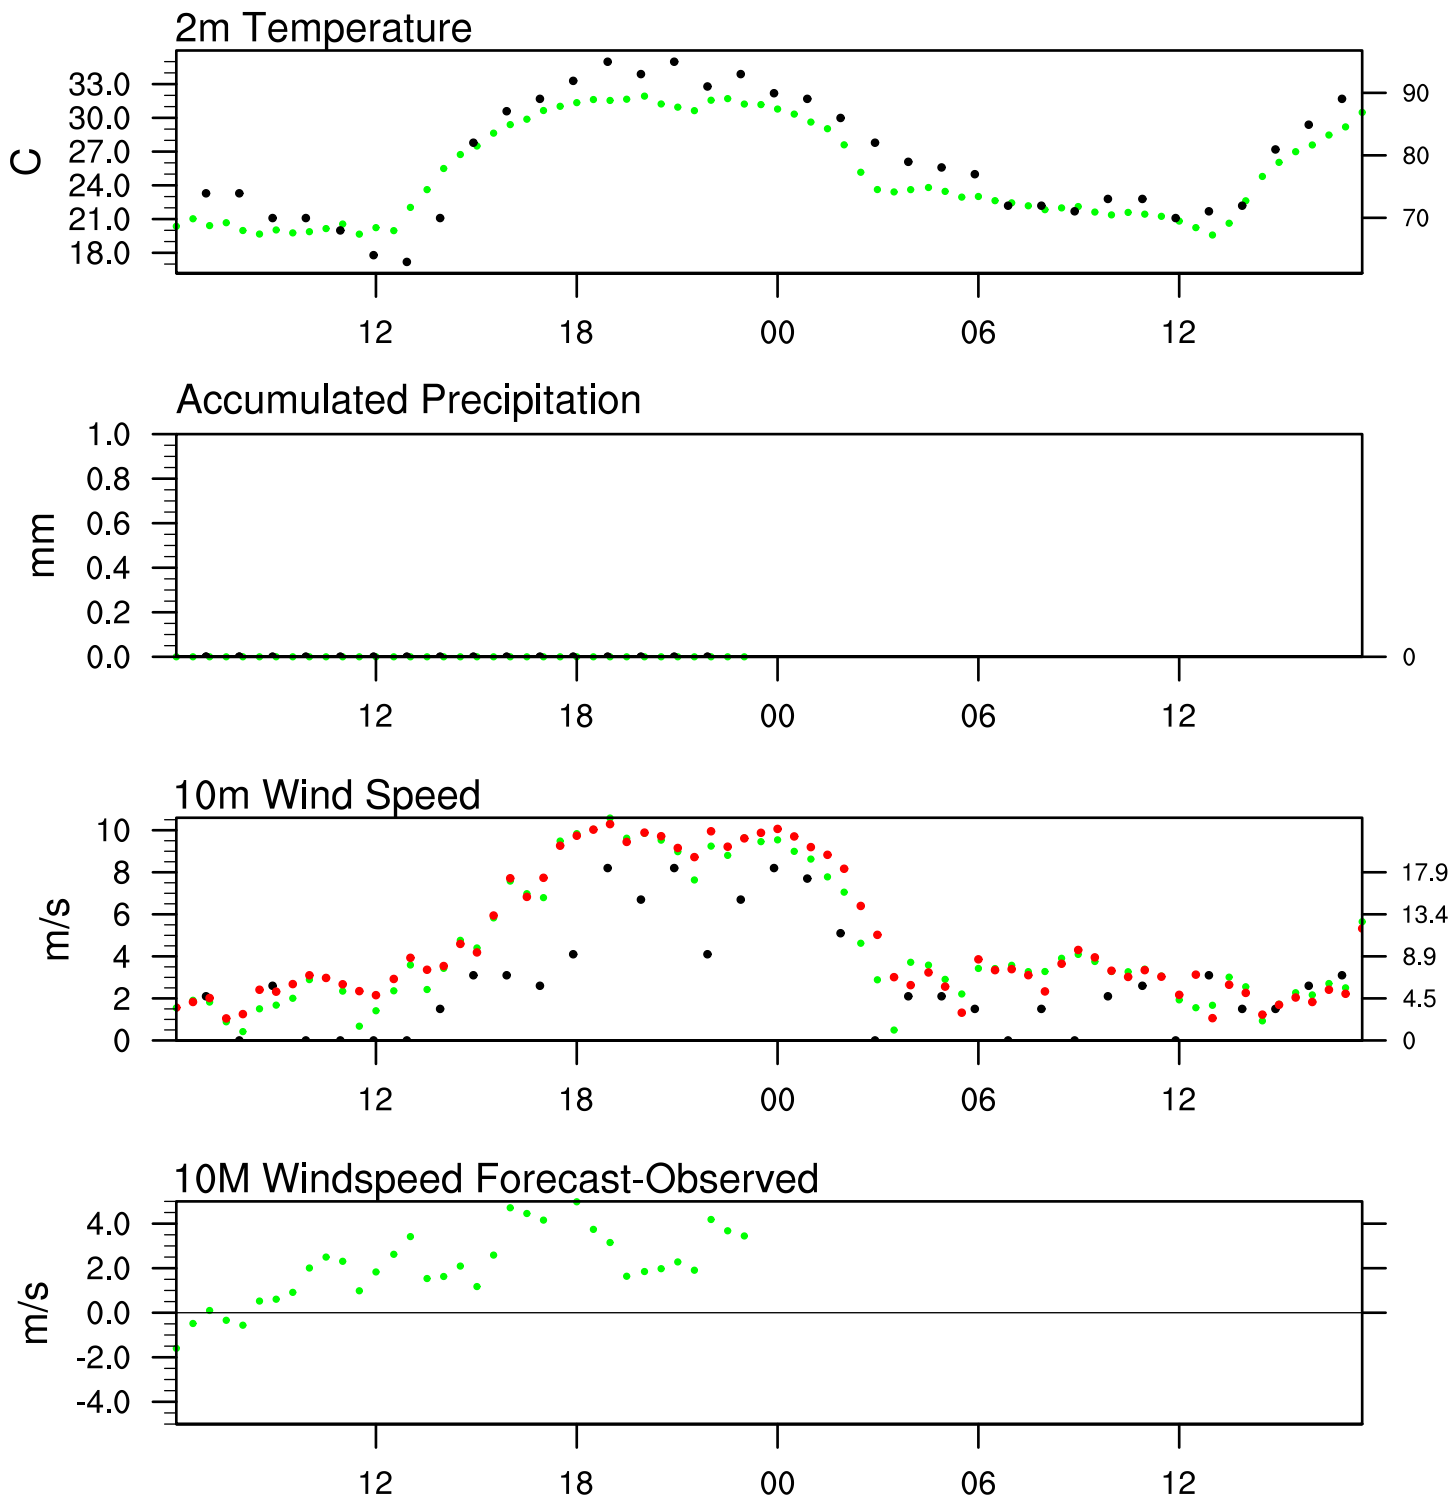 2m Temperature
C
33.0
30.0
27.0
24.0
21.0
18.0
90
80
70
12 18 00 06 12
Accumulated Precipitation
mm
1.0
0.8
0.6
0.4
0.2
0.0
0
12 18 00 06 12
10m Wind Speed
m/s
10
8
6
4
2
0
17.9
13.4
8.9
4.5
0
12 18 00 06 12
10M Windspeed Forecast-Observed
m/s
4.0
2.0
0.0
-2.0
-4.0
12 18 00 06 12